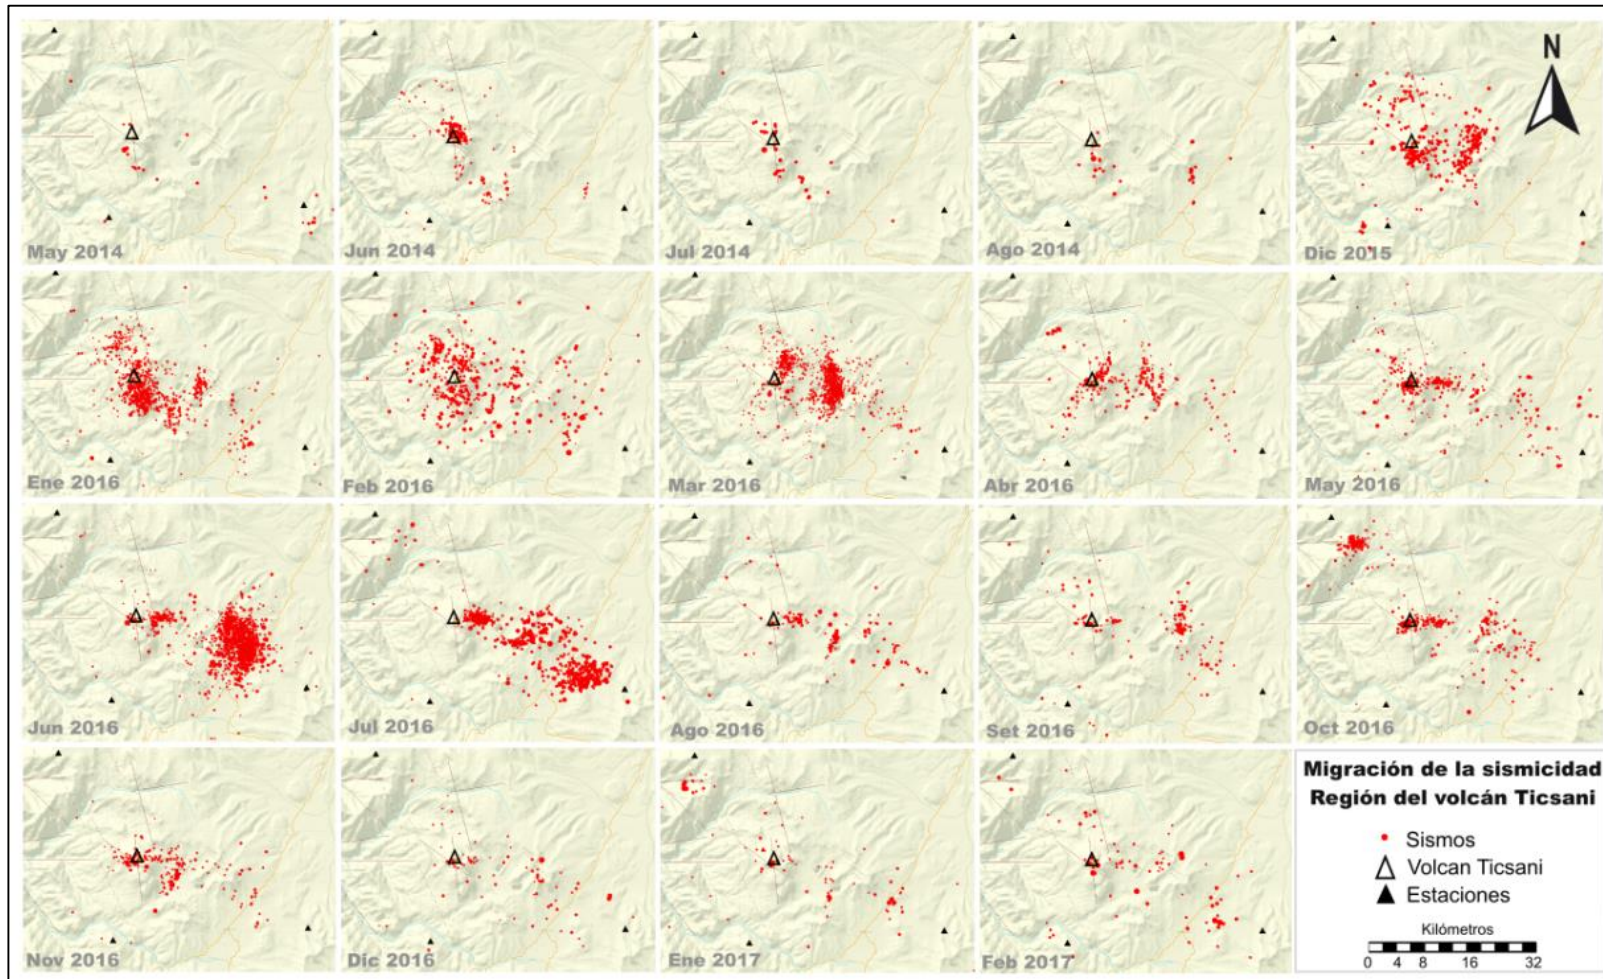 N
May 2014
Jun 2014
Jul 2014
Ago 2014
Dic 2015
Ene 2016
Feb 2016
Mar 2016
Abr 2016
May 2016
Jun 2016
Jul 2016
Ago 2016
Set 2016
Oct 2016
Nov 2016
Dic 2016
Ene 2017
Feb 2017
Migración de la sismicidad
Región del volcán Ticsani
Sismos
Volcan Ticsani
Estaciones
Kilómetros
0 4 8 16 32